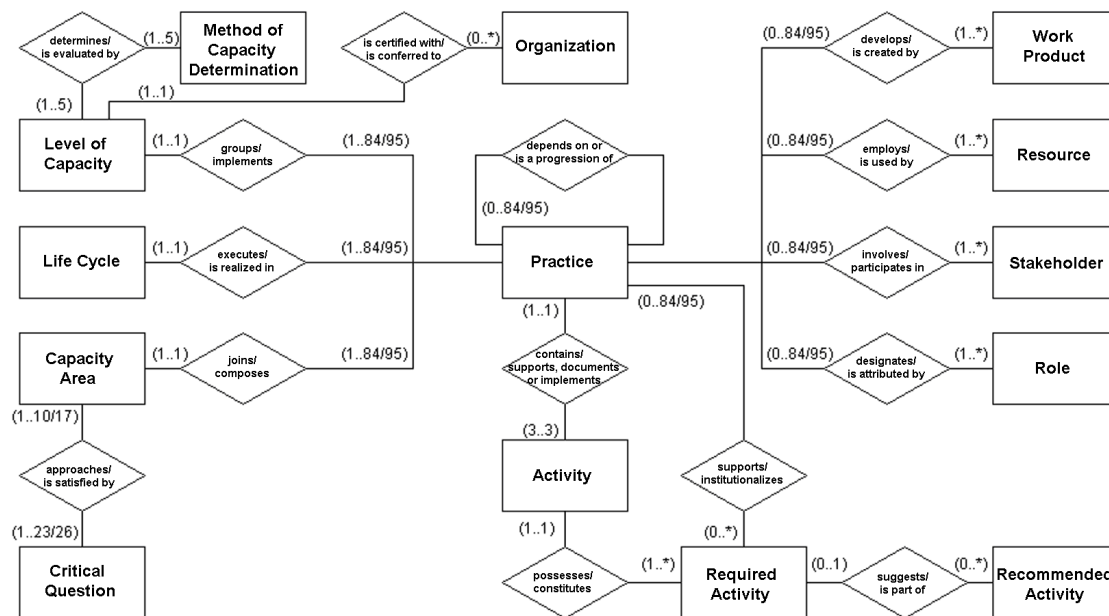 determines/
is evaluated by
(1..5)
Method of
Capacity
Determination
is certified with/
is conferred to
(0..*)
Organization
(0..84/95)
develops/
is created by
(1..*)
Work
Product
(1..5)
(1..1)
Level of
Capacity
(1..1)
groups/
implements
(1..84/95)
depends on or
is a progression of
(0..84/95)
(0..84/95)
employs/
is used by
(1..*)
Resource
Life Cycle
(1..1)
executes/
is realized in
(1..84/95)
Practice
(0..84/95)
involves/
participates in
(1..*)
Stakeholder
(1..1)
(0..84/95)
Capacity
Area
(1..1)
joins/
composes
(1..84/95)
contains/
supports, documents
or implements
(0..84/95)
designates/
is attributed by
(1..*)
Role
(1..10/17)
approaches/
is satisfied by
(1..23/26)
Critical
Question
(3..3)
Activity
(1..1)
supports/
institutionalizes
(0..*)
possesses/
constitutes
(1..*)
Required
Activity
(0..1)
suggests/
is part of
(0..*)
Recommended
Activity